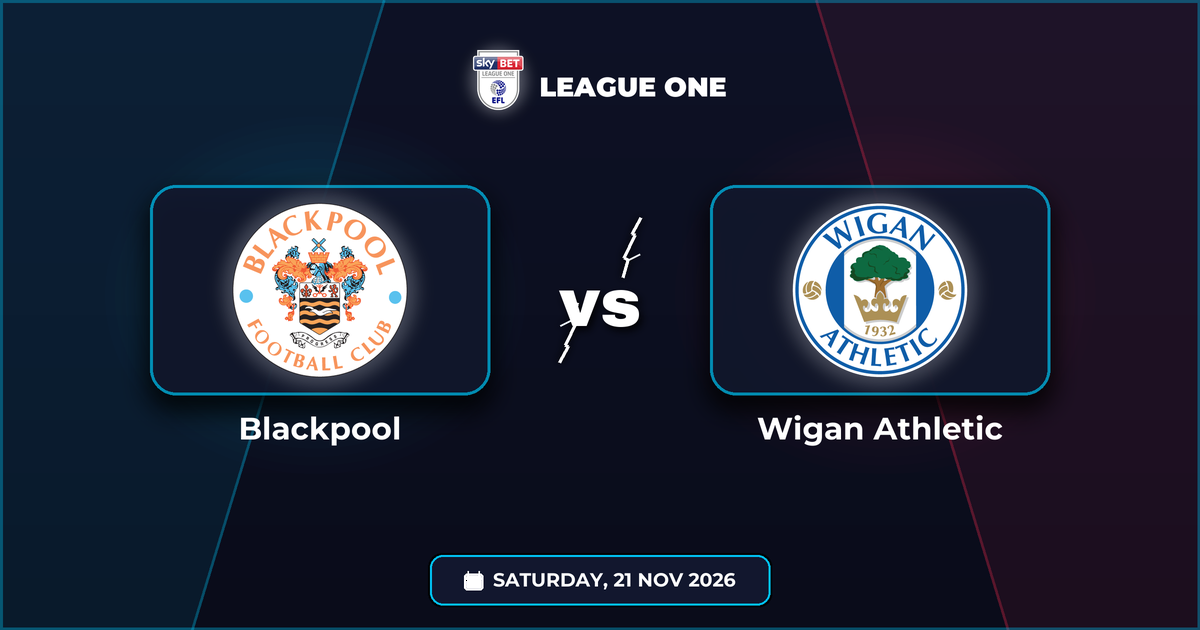 sky BET
LEAGUE ONE
EFL
LEAGUE ONE
BLACKPOOL
FOOTBALL CLUB
PROGRESS
vs
WIGAN
1932
ATHLETIC
Blackpool
Wigan Athletic
SATURDAY, 21 NOV 2026